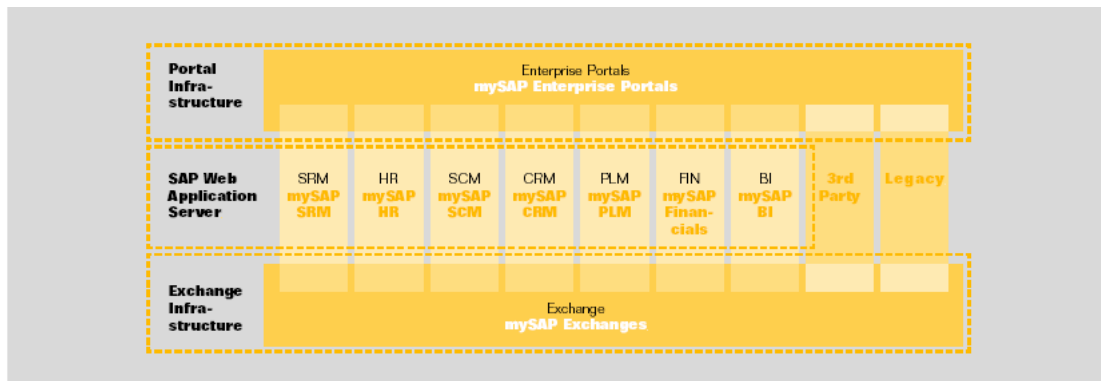 Portal
Infra-
structure
Enterprise Portals
mySAP Enterprise Portals
SAP Web
Application
Server
SRM
mySAP
SRM
HR
mySAP
HR
SCM
mySAP
SCM
CRM
mySAP
CRM
PLM
mySAP
PLM
FIN
mySAP
Finan-
cials
BI
mySAP
BI
3rd
Party
Legacy
Exchange
Infra-
structure
Exchange
mySAP Exchanges